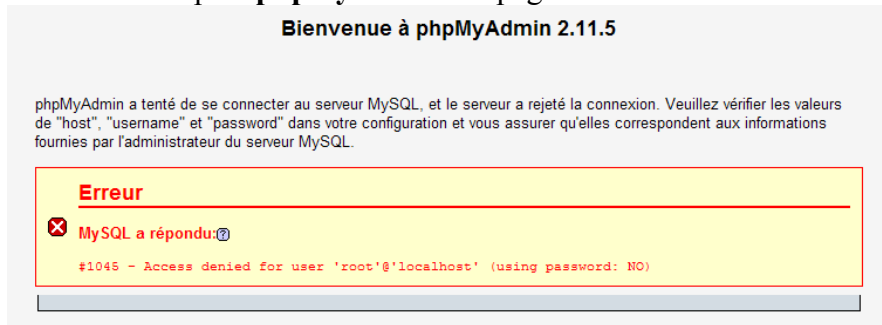 Bienvenue à phpMyAdmin 2.11.5
phpMyAdmin a tenté de se connecter au serveur MySQL, et le serveur a rejeté la connexion. Veuillez vérifier les valeurs
de "host", "username" et "password" dans votre configuration et vous assurer qu'elles correspondent aux informations
fournies par l'administrateur du serveur MySQL.
Erreur
MySQL a répondu:
#1045 - Access denied for user 'root'@'localhost' (using password: NO)